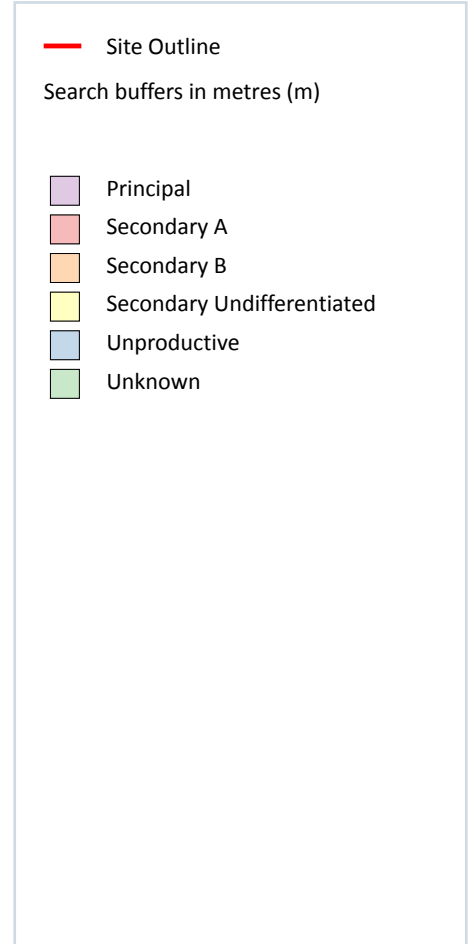 Site Outline
Search buffers in metres (m)
Principal
Secondary A
Secondary B
Secondary Undifferentiated
Unproductive
Unknown